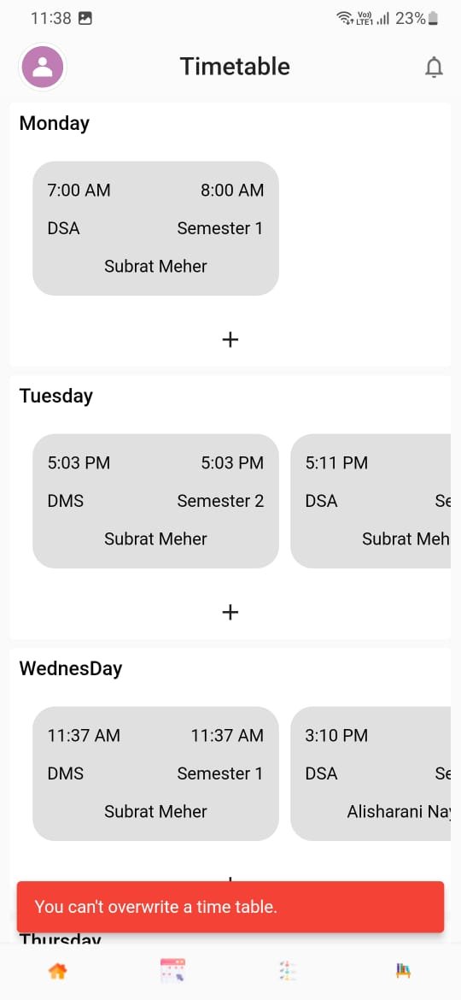 11:38 Vo)) LTE1 23%
Timetable
Monday
7:00 AM 8:00 AM
DSA Semester 1
Subrat Meher
+
Tuesday
5:03 PM 5:03 PM 5:11 PM
DMS Semester 2 DSA Se
Subrat Meher Subrat Meh
+
WednesDay
11:37 AM 11:37 AM 3:10 PM
DMS Semester 1 DSA Se
Subrat Meher Alisharani Nay
You can't overwrite a time table.
Thursday